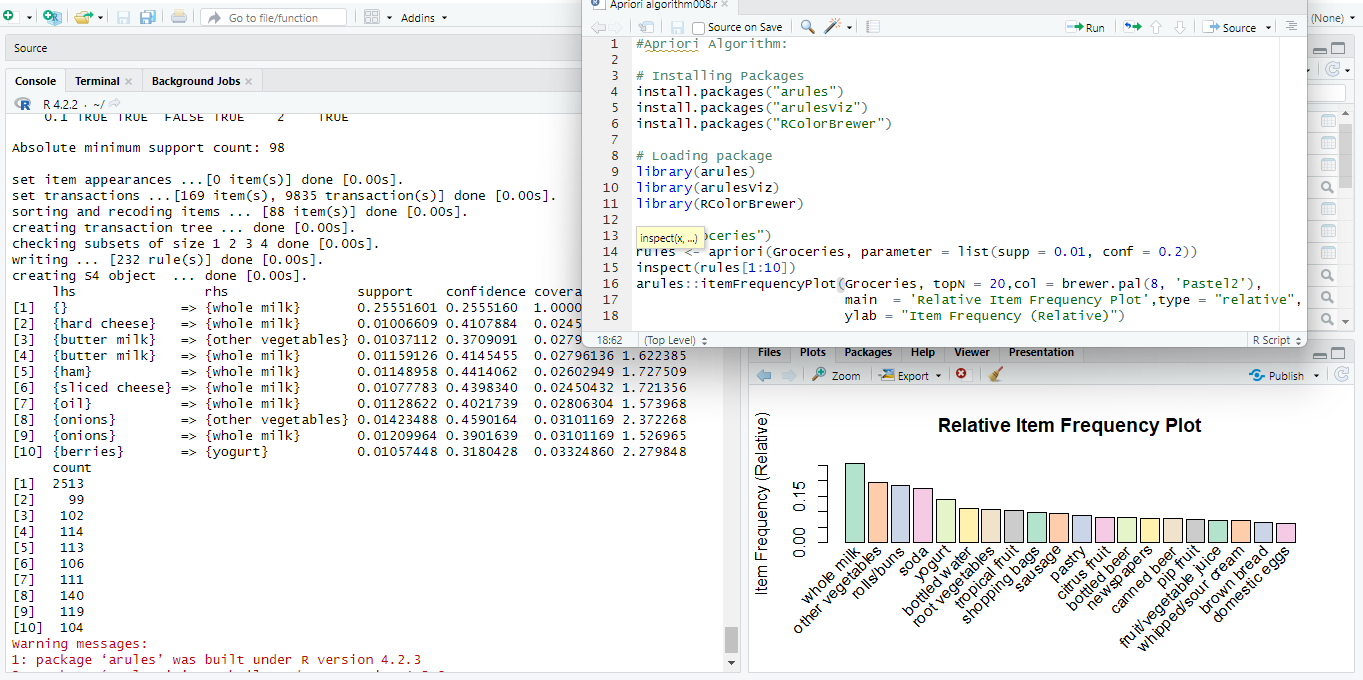 Go to file/function
Addins
Source
Console
Terminal
Background Jobs
R 4.2.2 · ~/
0.1 TRUE TRUE FALSE TRUE 2 TRUE
Absolute minimum support count: 98
set item appearances ...[0 item(s)] done [0.00s].
set transactions ...[169 item(s), 9835 transaction(s)] done [0.00s].
sorting and recoding items ... [88 item(s)] done [0.00s].
creating transaction tree ... done [0.00s].
checking subsets of size 1 2 3 4 done [0.00s].
writing ... [232 rule(s)] done [0.00s].
creating S4 object ... done [0.00s].
lhs rhs support confidence covera
[1] {} => {whole milk} 0.25551601 0.2555160 1.0000
[2] {hard cheese} => {whole milk} 0.01006609 0.4107884 0.0245
[3] {butter milk} => {other vegetables} 0.01037112 0.3709091 0.0279
[4] {butter milk} => {whole milk} 0.01159126 0.4145455 0.02796136 1.622385
[5] {ham} => {whole milk} 0.01148958 0.4414062 0.02602949 1.727509
[6] {sliced cheese} => {whole milk} 0.01077783 0.4398340 0.02450432 1.721356
[7] {oil} => {whole milk} 0.01128622 0.4021739 0.02806304 1.573968
[8] {onions} => {other vegetables} 0.01423488 0.4590164 0.03101169 2.372268
[9] {onions} => {whole milk} 0.01209964 0.3901639 0.03101169 1.526965
[10] {berries} => {yogurt} 0.01057448 0.3180428 0.03324860 2.279848
count
[1] 2513
[2] 99
[3] 102
[4] 114
[5] 113
[6] 106
[7] 111
[8] 140
[9] 119
[10] 104
Warning messages:
1: package ‘arules’ was built under R version 4.2.3
Apriori algorithm008.r
Source on Save
Run
Source
(None)
1 #Apriori Algorithm:
2
3 # Installing Packages
4 install.packages("arules")
5 install.packages("arulesViz")
6 install.packages("RColorBrewer")
7
8 # Loading package
9 library(arules)
10 library(arulesViz)
11 library(RColorBrewer)
12
13 oceries")
inspect(x, ...)
14 rules <- apriori(Groceries, parameter = list(supp = 0.01, conf = 0.2))
15 inspect(rules[1:10])
16 arules::itemFrequencyPlot(Groceries, topN = 20,col = brewer.pal(8, 'Pastel2'),
17 main = 'Relative Item Frequency Plot',type = "relative",
18 ylab = "Item Frequency (Relative)")
18:62 (Top Level) R Script
Files
Plots
Packages
Help
Viewer
Presentation
Zoom
Export
Publish
Relative Item Frequency Plot
Item Frequency (Relative)
0.15
0.00
whole milk
other vegetables
rolls/buns
soda
yogurt
bottled water
root vegetables
tropical fruit
shopping bags
sausage
pastry
citrus fruit
bottled beer
newspapers
canned beer
pip fruit
fruit/vegetable juice
whipped/sour cream
brown bread
domestic eggs